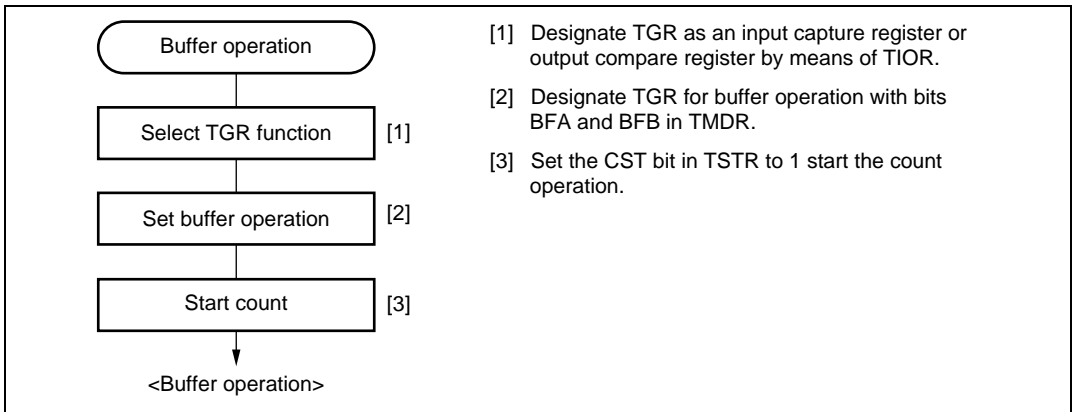 Buffer operation
Select TGR function
[1]
Set buffer operation
[2]
Start count
[3]
<Buffer operation>
[1] Designate TGR as an input capture register or
output compare register by means of TIOR.
[2] Designate TGR for buffer operation with bits
BFA and BFB in TMDR.
[3] Set the CST bit in TSTR to 1 start the count
operation.